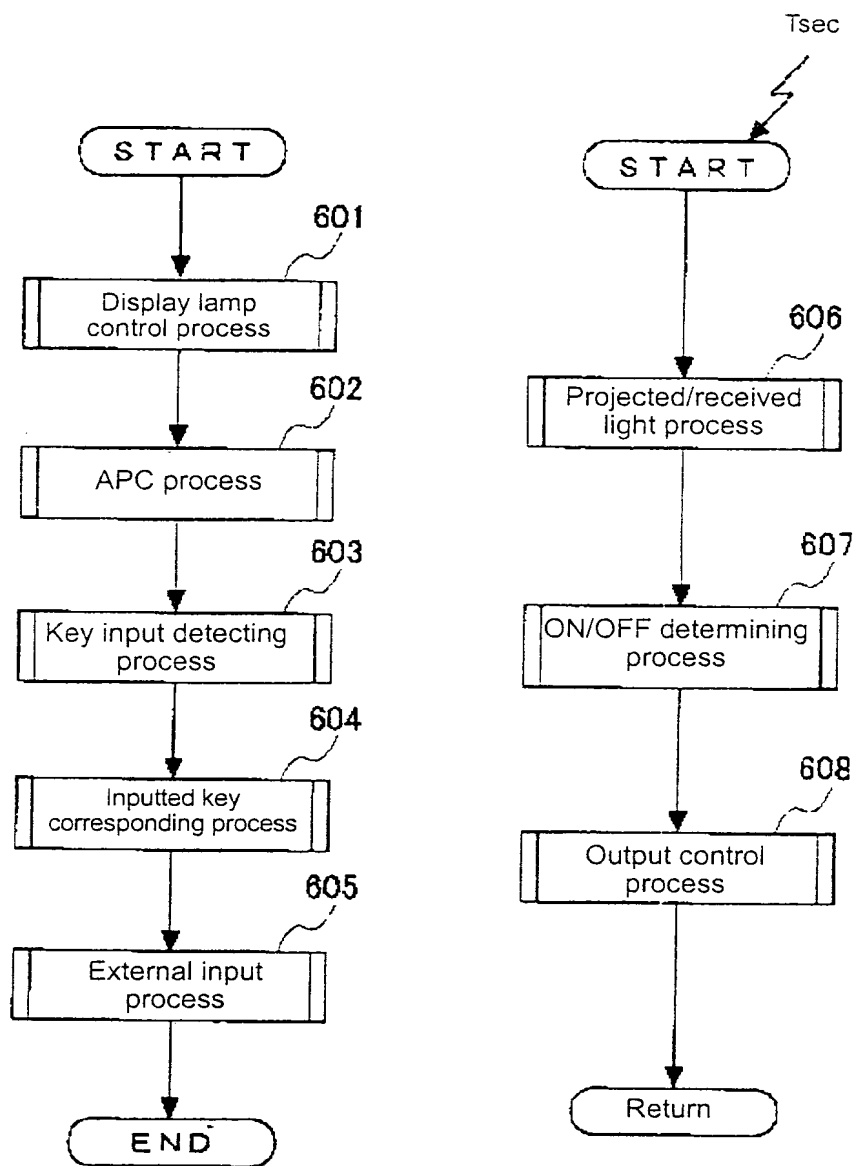 START
601
Display lamp
control process
602
APC process
603
Key input detecting
process
604
Inputted key
corresponding process
605
External input
process
END
Tsec
START
606
Projected/received
light process
607
ON/OFF determining
process
608
Output control
process
Return